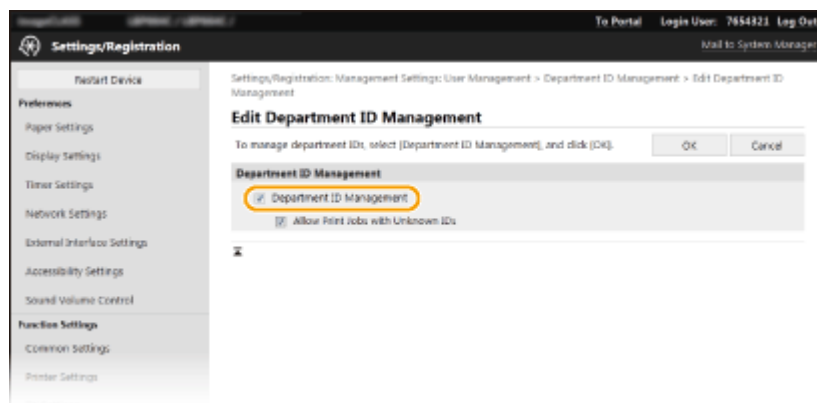 To Portal Login User: 7654321 Log Out
Settings/Registration
Mail to System Manager
Restart Device
Settings/Registration: Management Settings: User Management > Department ID Management > Edit Department ID
Management
Preferences
Edit Department ID Management
Paper Settings
To manage department IDs, select [Department ID Management], and click [OK].
OK
Cancel
Display Settings
Department ID Management
Timer Settings
Department ID Management
Network Settings
Allow Print Jobs with Unknown IDs
External Interface Settings
Accessibility Settings
Sound Volume Control
Function Settings
Common Settings
Printer Settings